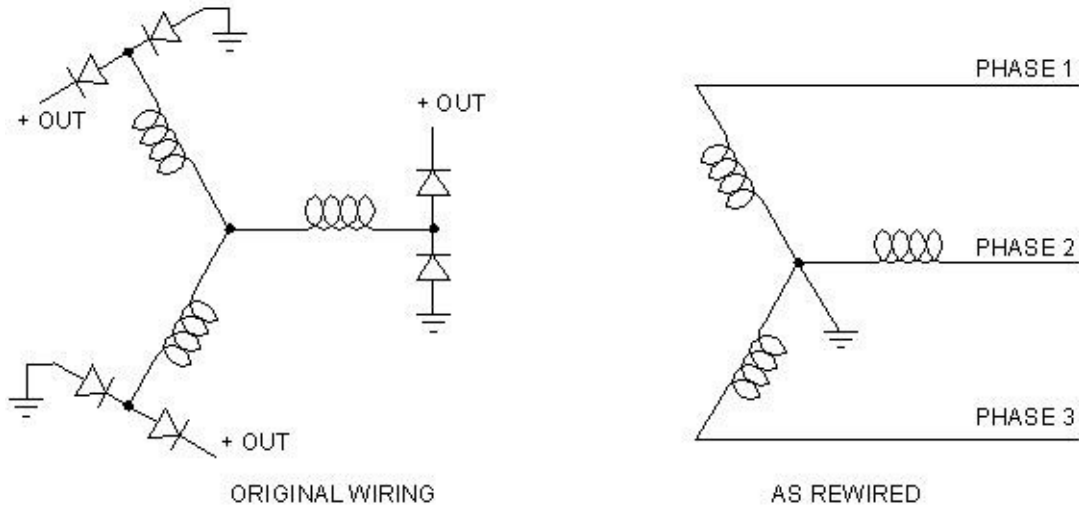 + OUT
+ OUT
+ OUT
ORIGINAL WIRING
PHASE 1
PHASE 2
PHASE 3
AS REWIRED